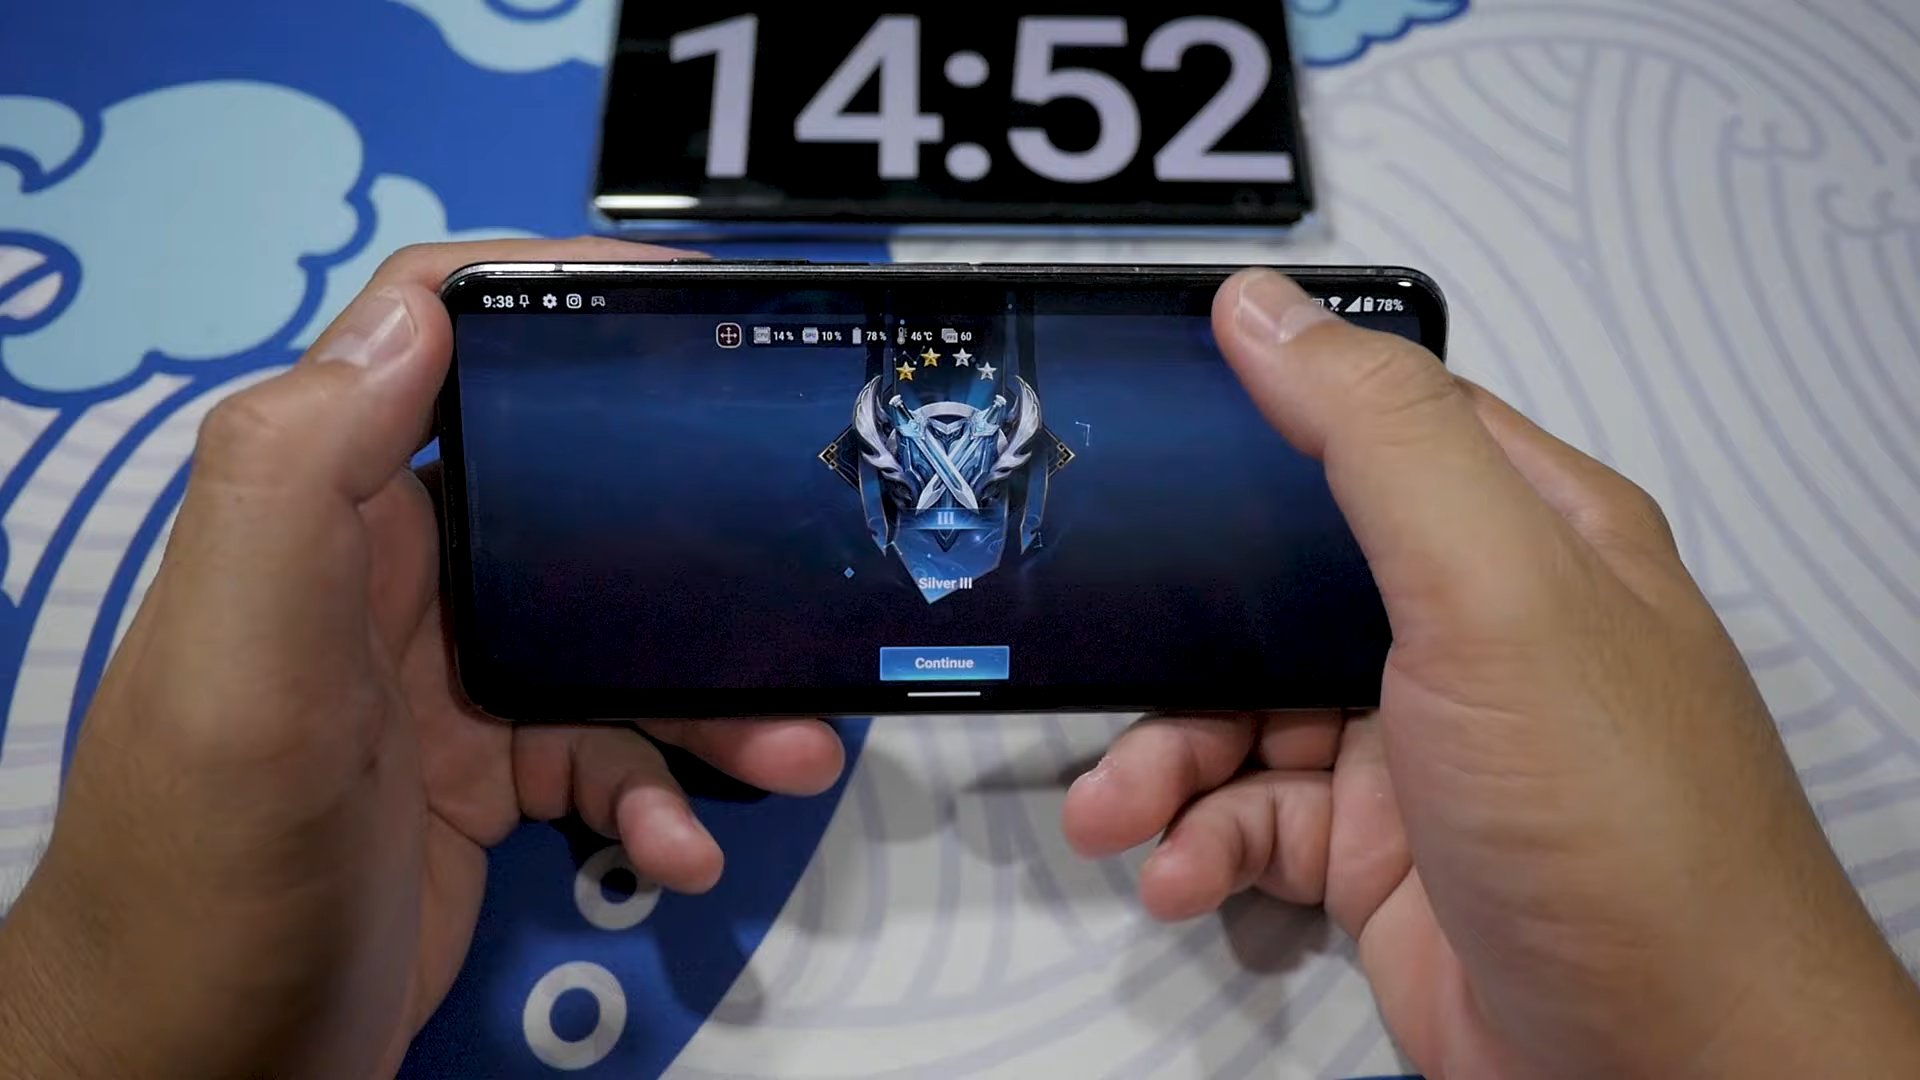 14:52
9:38
78%
14 % 10 % 78 % 46 °C 60
III
Silver III
Continue